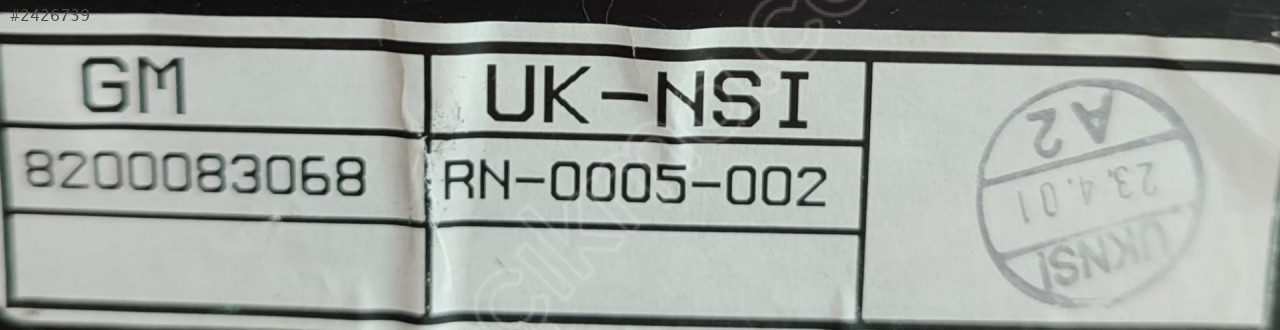 #2426739
GM
UK-NSI
8200083068
RN-0005-002
A2
23.4.01
UKNSI